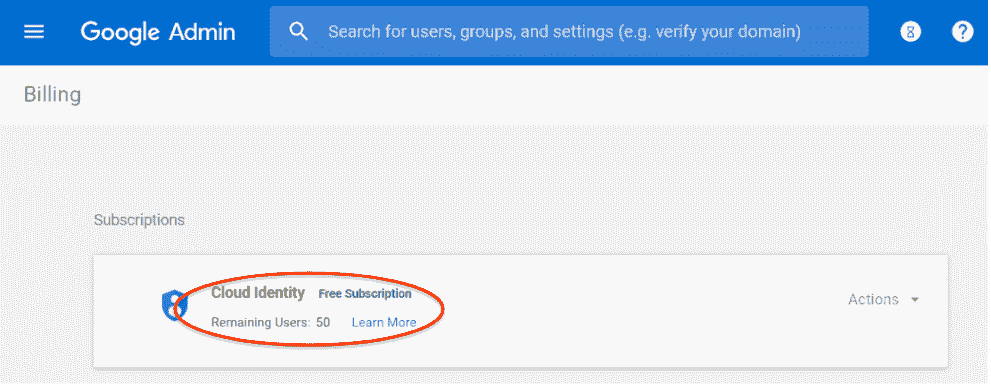 Google Admin
Search for users, groups, and settings (e.g. verify your domain)
Billing
Subscriptions
Cloud Identity Free Subscription
Actions
Remaining Users: 50 Learn More